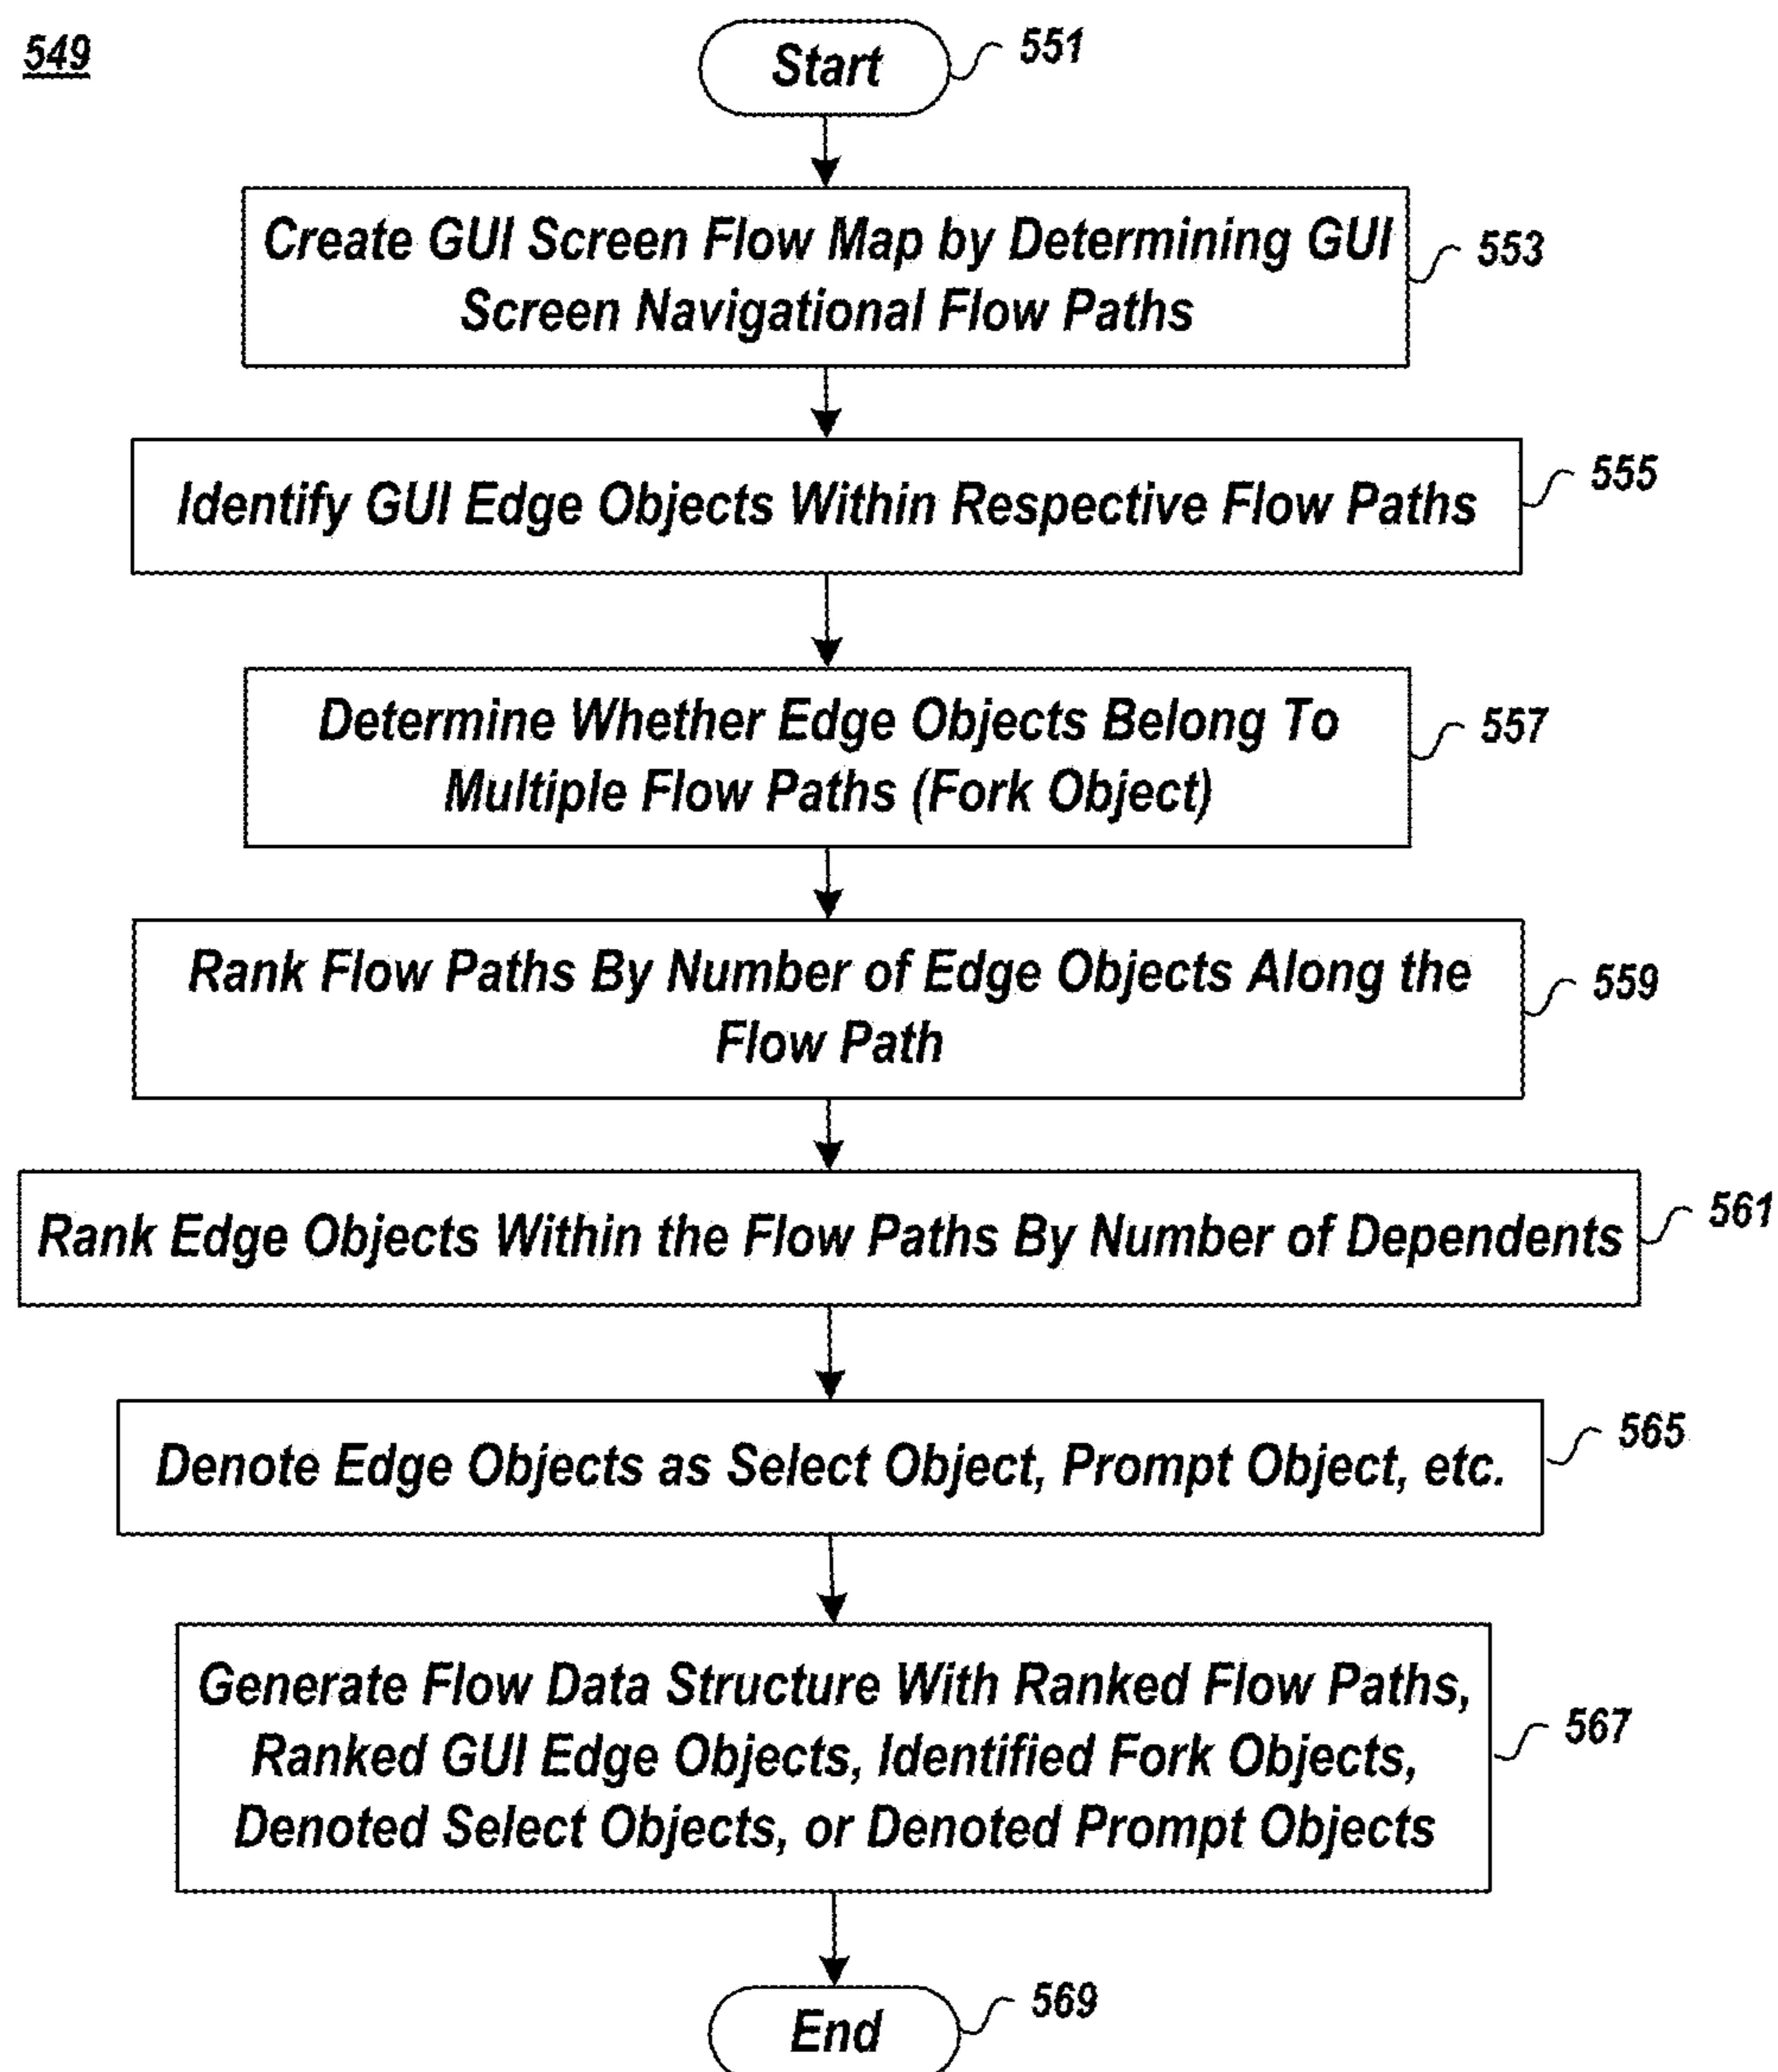 549
Start
551
Create GUI Screen Flow Map by Determining GUI
Screen Navigational Flow Paths
553
Identify GUI Edge Objects Within Respective Flow Paths
555
Determine Whether Edge Objects Belong To
Multiple Flow Paths (Fork Object)
557
Rank Flow Paths By Number of Edge Objects Along the
Flow Path
559
Rank Edge Objects Within the Flow Paths By Number of Dependents
561
Denote Edge Objects as Select Object, Prompt Object, etc.
565
Generate Flow Data Structure With Ranked Flow Paths,
Ranked GUI Edge Objects, Identified Fork Objects,
Denoted Select Objects, or Denoted Prompt Objects
567
End
569